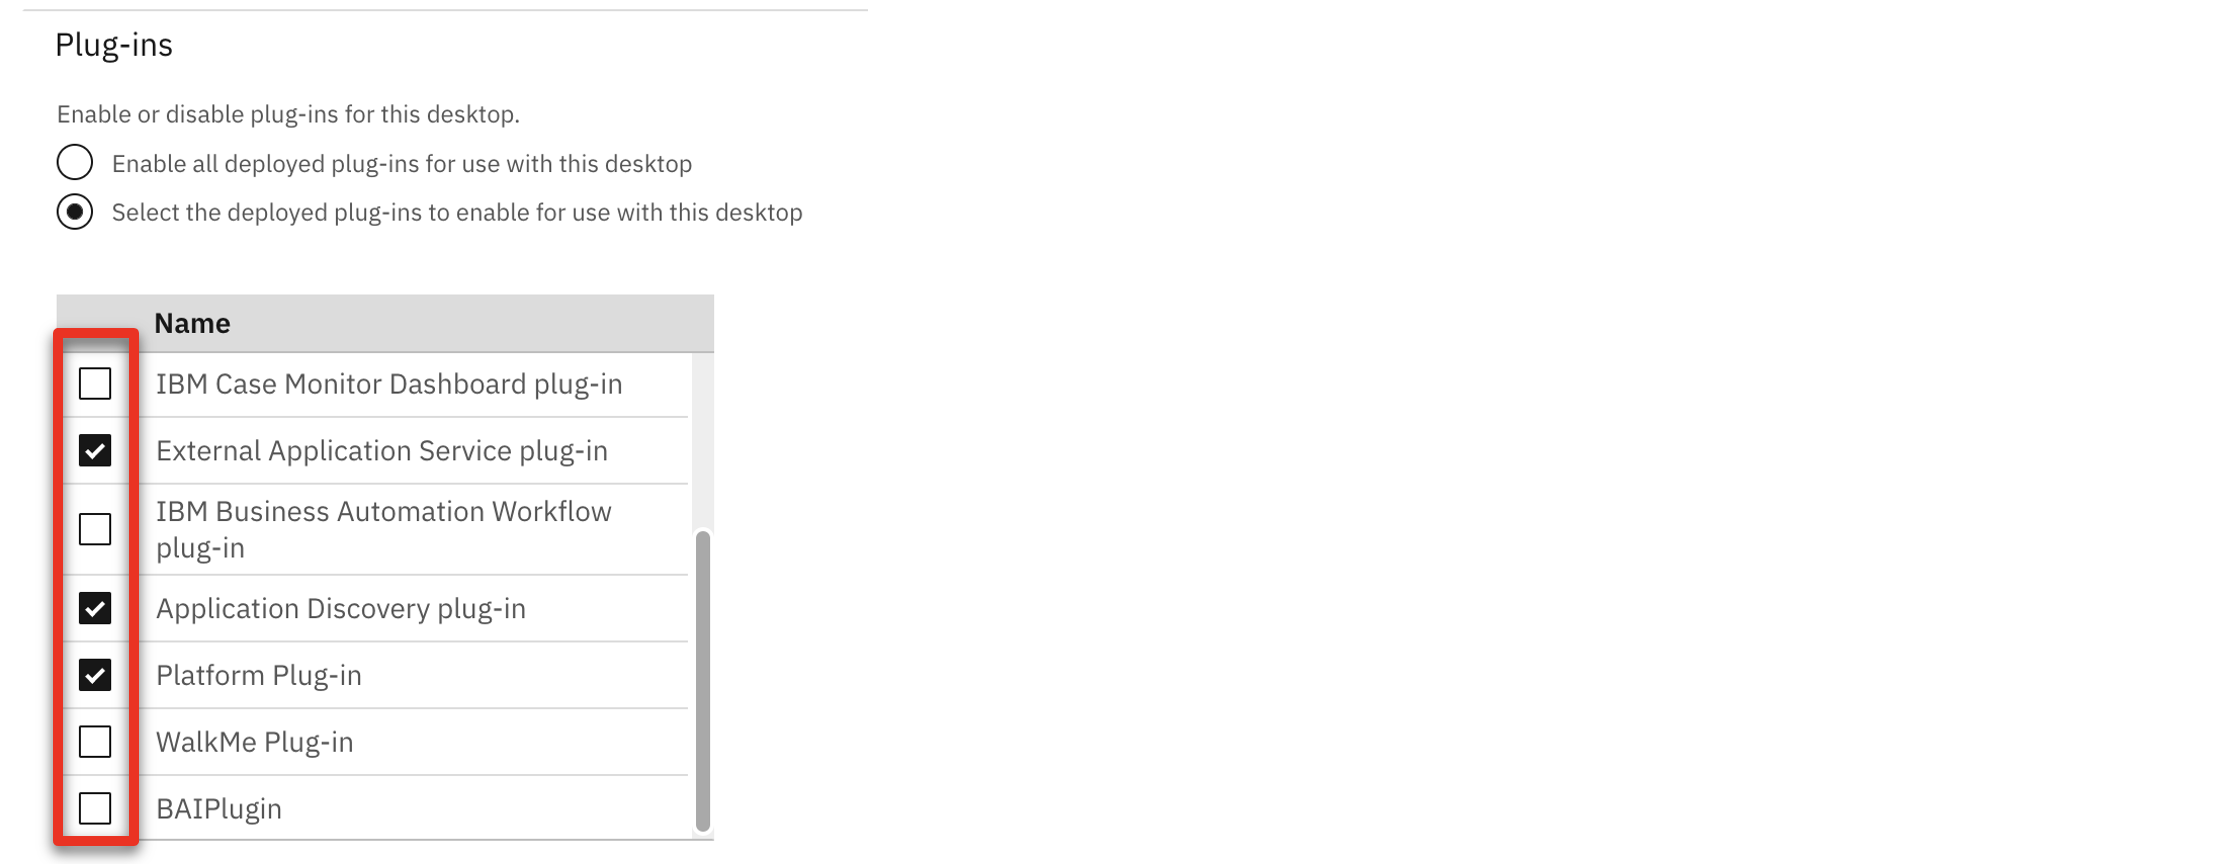 Plug-ins
Enable or disable plug-ins for this desktop.
Enable all deployed plug-ins for use with this desktop
Select the deployed plug-ins to enable for use with this desktop
Name
IBM Case Monitor Dashboard plug-in
External Application Service plug-in
IBM Business Automation Workflow
plug-in
Application Discovery plug-in
Platform Plug-in
WalkMe Plug-in
BAIPlugin